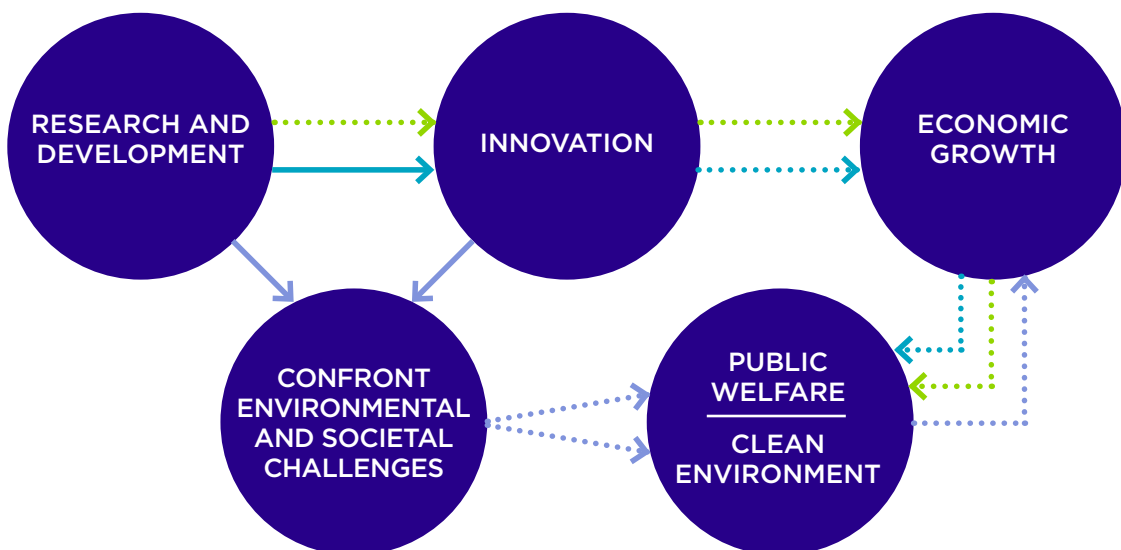 RESEARCH AND
DEVELOPMENT
INNOVATION
ECONOMIC
GROWTH
CONFRONT
ENVIRONMENTAL
AND SOCIETAL
CHALLENGES
PUBLIC
WELFARE
CLEAN
ENVIRONMENT